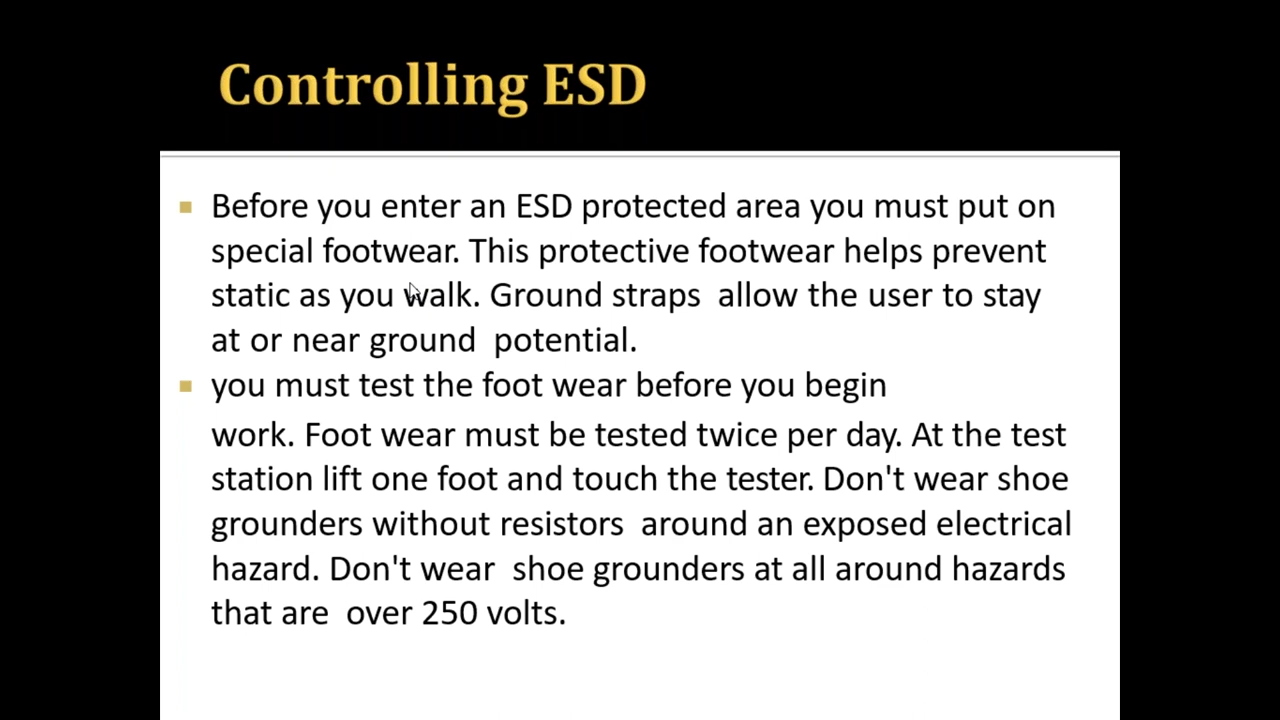 Controlling ESD
Before you enter an ESD protected area you must put on
special footwear. This protective footwear helps prevent
static as you walk. Ground straps  allow the user to stay
at or near ground  potential.
you must test the foot wear before you begin
work. Foot wear must be tested twice per day. At the test
station lift one foot and touch the tester. Don't wear shoe
grounders without resistors  around an exposed electrical
hazard. Don't wear  shoe grounders at all around hazards
that are  over 250 volts.